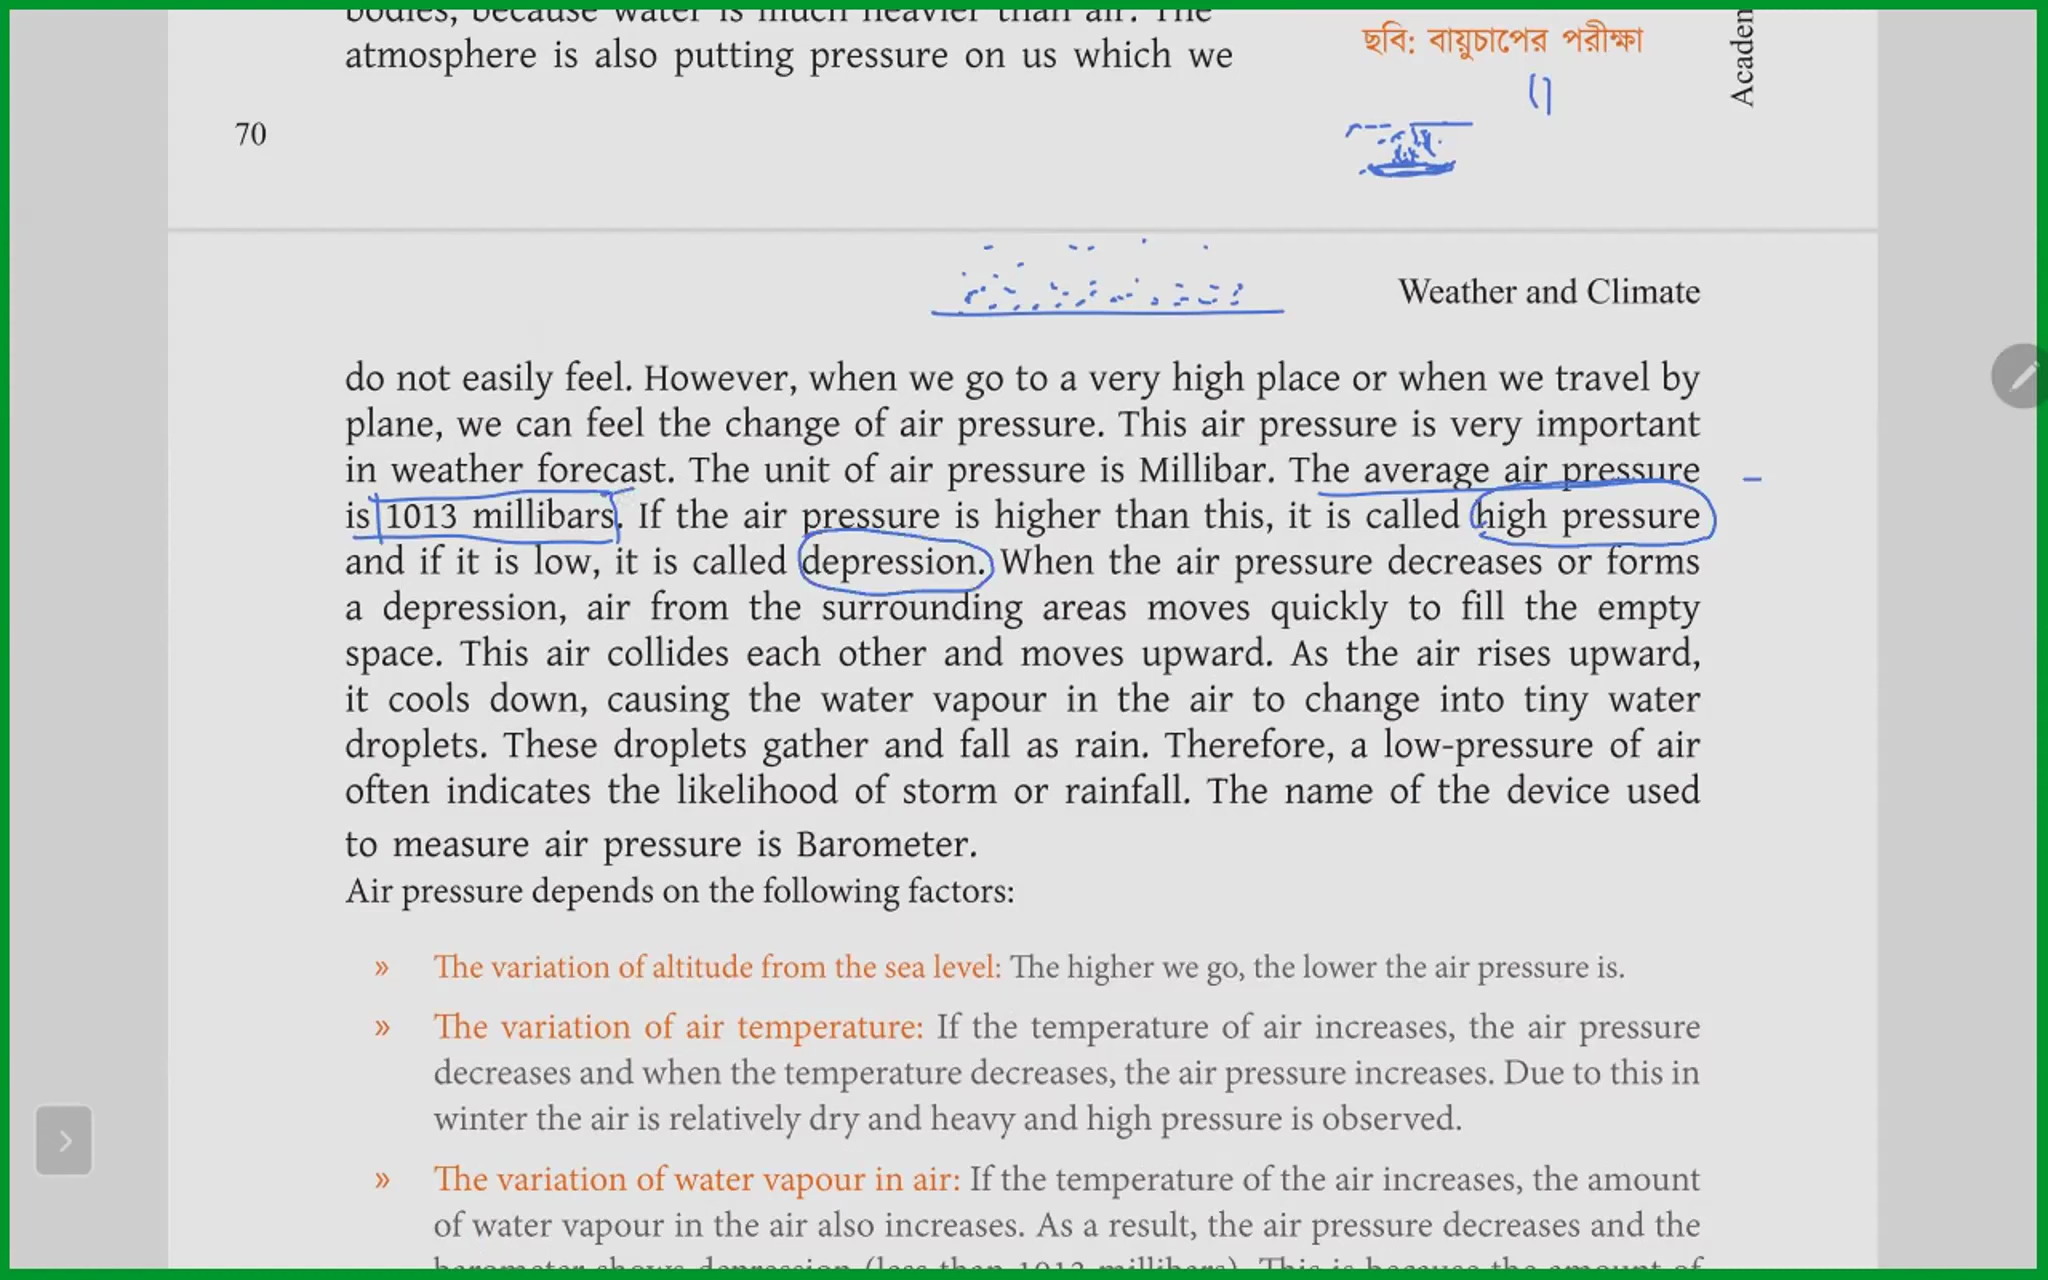 atmosphere is also putting pressure on us which we
ছবি: বায়ুচাপের পরীক্ষা
Academ
70
Weather and Climate
do not easily feel. However, when we go to a very high place or when we travel by
plane, we can feel the change of air pressure. This air pressure is very important
in weather forecast. The unit of air pressure is Millibar. The average air pressure
is 1013 millibars. If the air pressure is higher than this, it is called high pressure
and if it is low, it is called depression. When the air pressure decreases or forms
a depression, air from the surrounding areas moves quickly to fill the empty
space. This air collides each other and moves upward. As the air rises upward,
it cools down, causing the water vapour in the air to change into tiny water
droplets. These droplets gather and fall as rain. Therefore, a low-pressure of air
often indicates the likelihood of storm or rainfall. The name of the device used
to measure air pressure is Barometer.
Air pressure depends on the following factors:
» The variation of altitude from the sea level: The higher we go, the lower the air pressure is.
» The variation of air temperature: If the temperature of air increases, the air pressure
decreases and when the temperature decreases, the air pressure increases. Due to this in
winter the air is relatively dry and heavy and high pressure is observed.
» The variation of water vapour in air: If the temperature of the air increases, the amount
of water vapour in the air also increases. As a result, the air pressure decreases and the